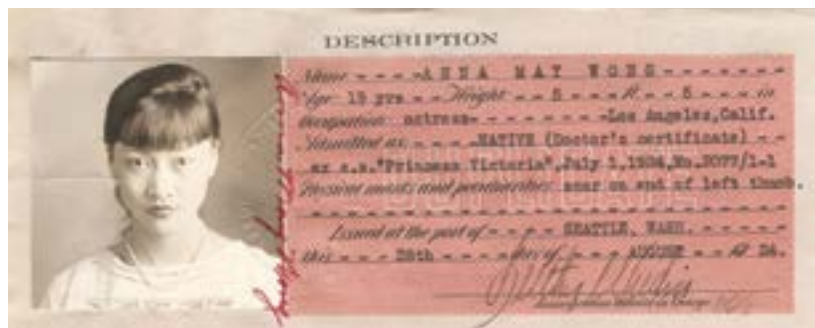 DESCRIPTION
Name - - - - ANNA MAY WONG - - - - - - -
Age 19 yrs - - Height - - 5 - - ft. - - 5 - - in
Occupation actress- - - - - - - - -Los Angeles,Calif.
Admitted as - - - -NATIVE (Doctor's certificate) - -
ex s.s."Princess Victoria",July 1,1924,No.2077/1-1
Physical marks and peculiarities scar on end of left thumb.
Issued at the port of - - - - SEATTLE, WASH. - - - - -
this - - - 28th - - - - day of - - - AUGUST - - 19 24.